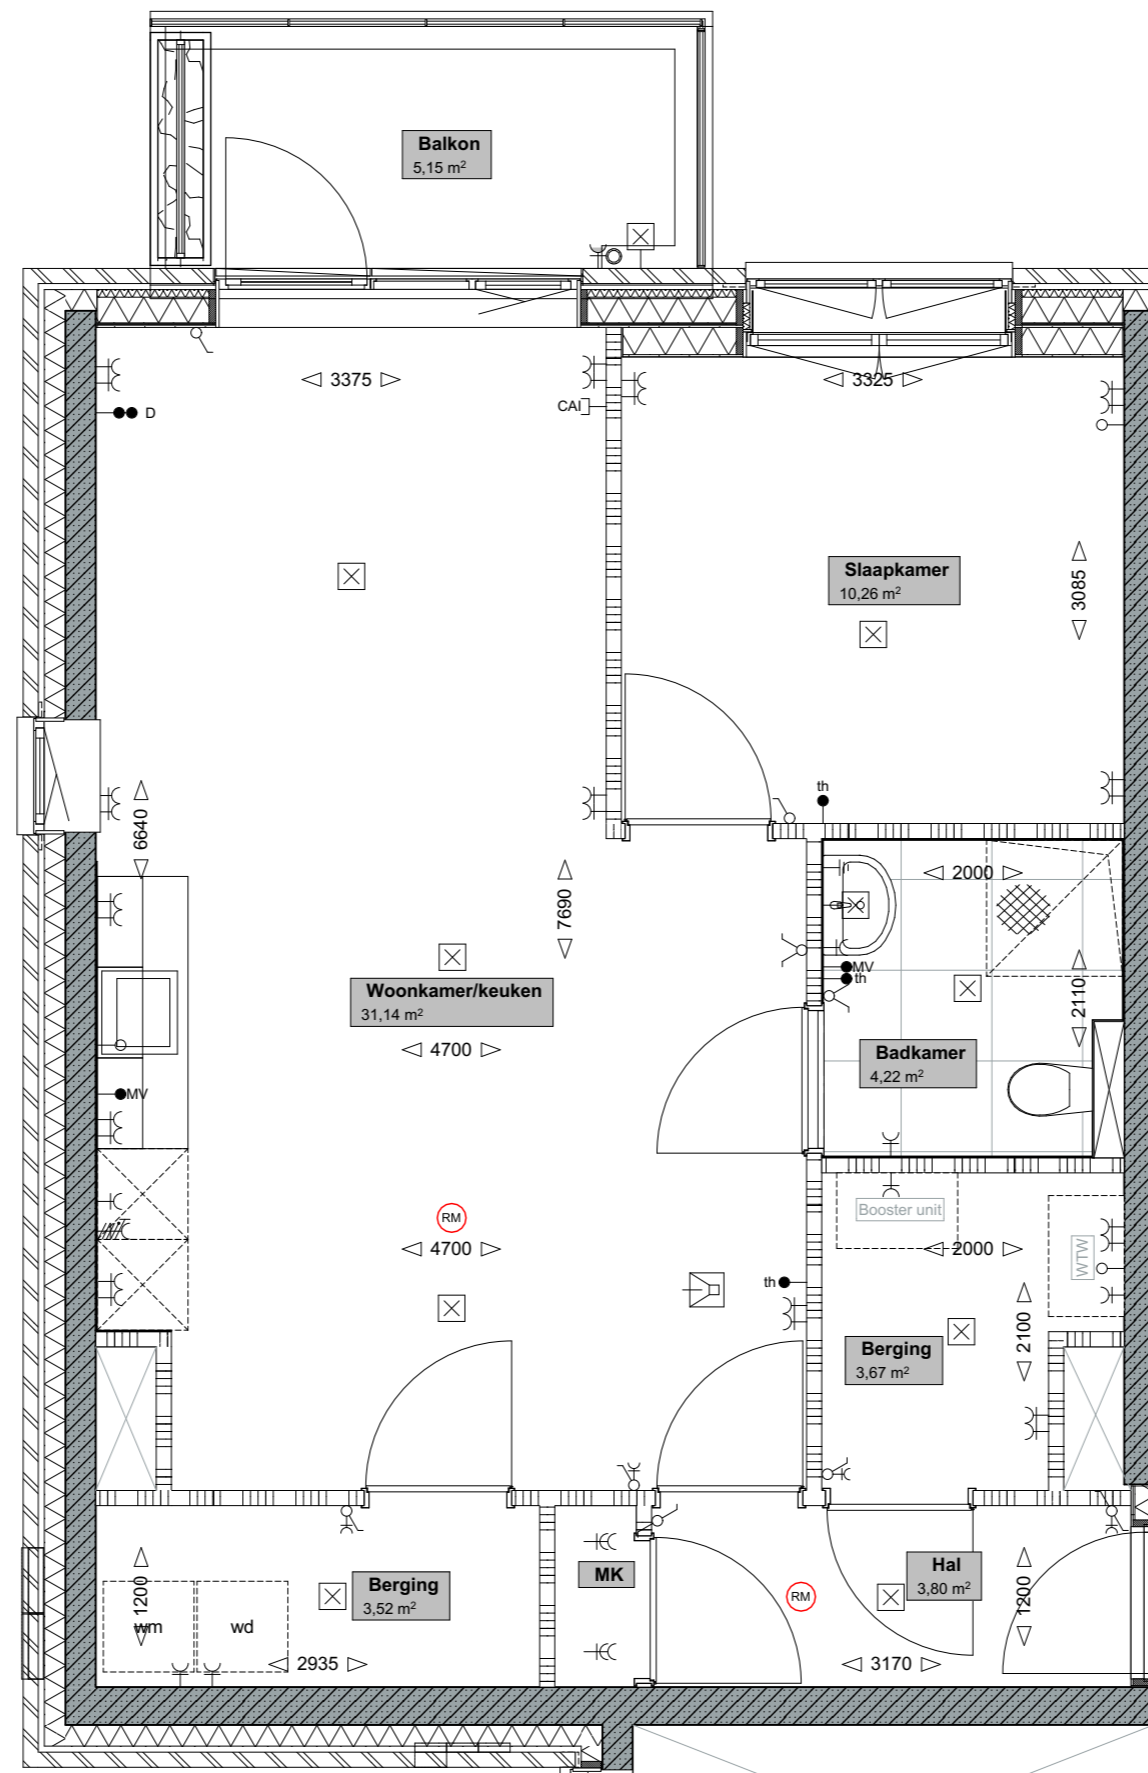 Balkon
5,15 m²
3375
3325
D
CAI
Slaapkamer
10,26 m²
3085
th
6640
7690
2000
MV
th
2110
Woonkamer/keuken
31,14 m²
4700
Badkamer
4,22 m²
MV
RM
4700
Booster unit
2000
WTW
th
2100
Berging
3,67 m²
MK
Hal
3,80 m²
Berging
3,52 m²
RM
1200
1200
wm
wd
2935
3170